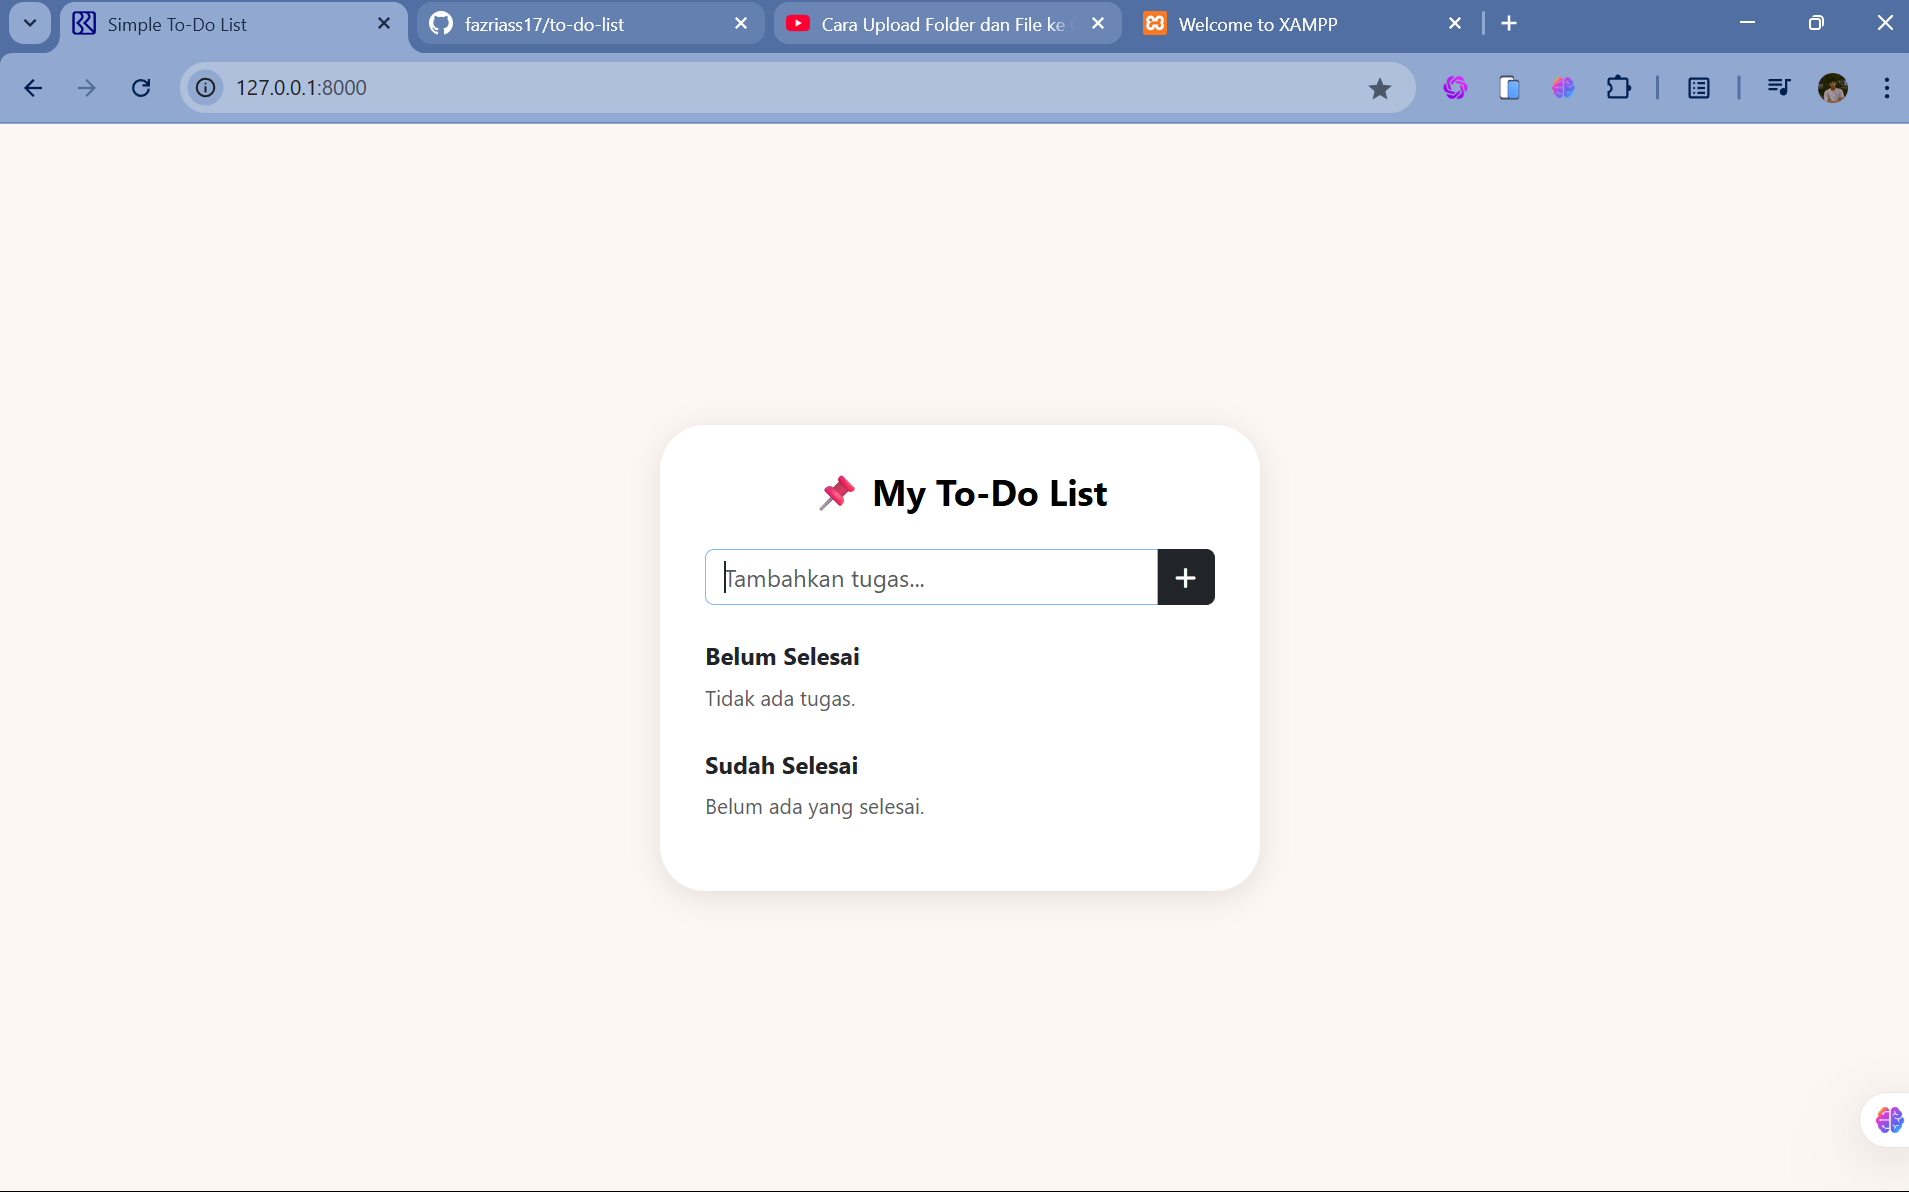 Simple To-Do List
fazriass17/to-do-list
Cara Upload Folder dan File ke
Welcome to XAMPP
127.0.0.1:8000
My To-Do List
Tambahkan tugas...
Belum Selesai
Tidak ada tugas.
Sudah Selesai
Belum ada yang selesai.